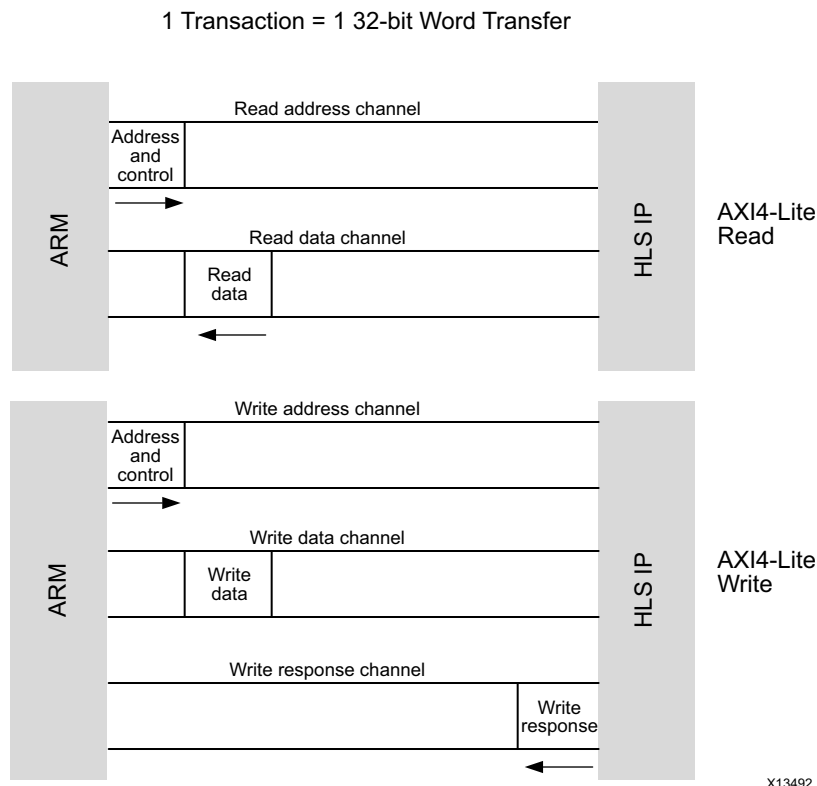 1 Transaction = 1 32-bit Word Transfer
Read address channel
Address
and
control
ARM
Read data channel
Read
data
HLS IP
AXI4-Lite
Read
Write address channel
Address
and
control
ARM
Write data channel
Write
data
HLS IP
AXI4-Lite
Write
Write response channel
Write
response
X13492